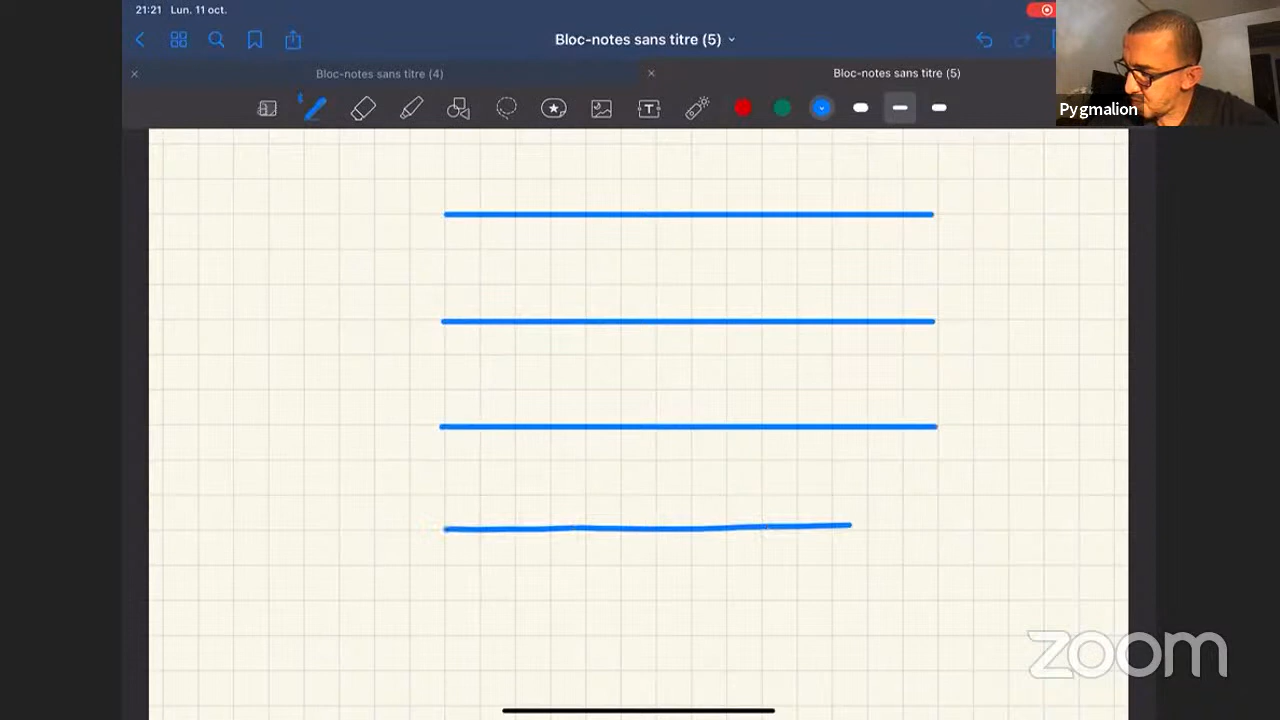 21:21 Lun. 11 oct.
Bloc-notes sans titre (5)
Bloc-notes sans titre (4)
Bloc-notes sans titre (5)
T
Pygmalion
zoom